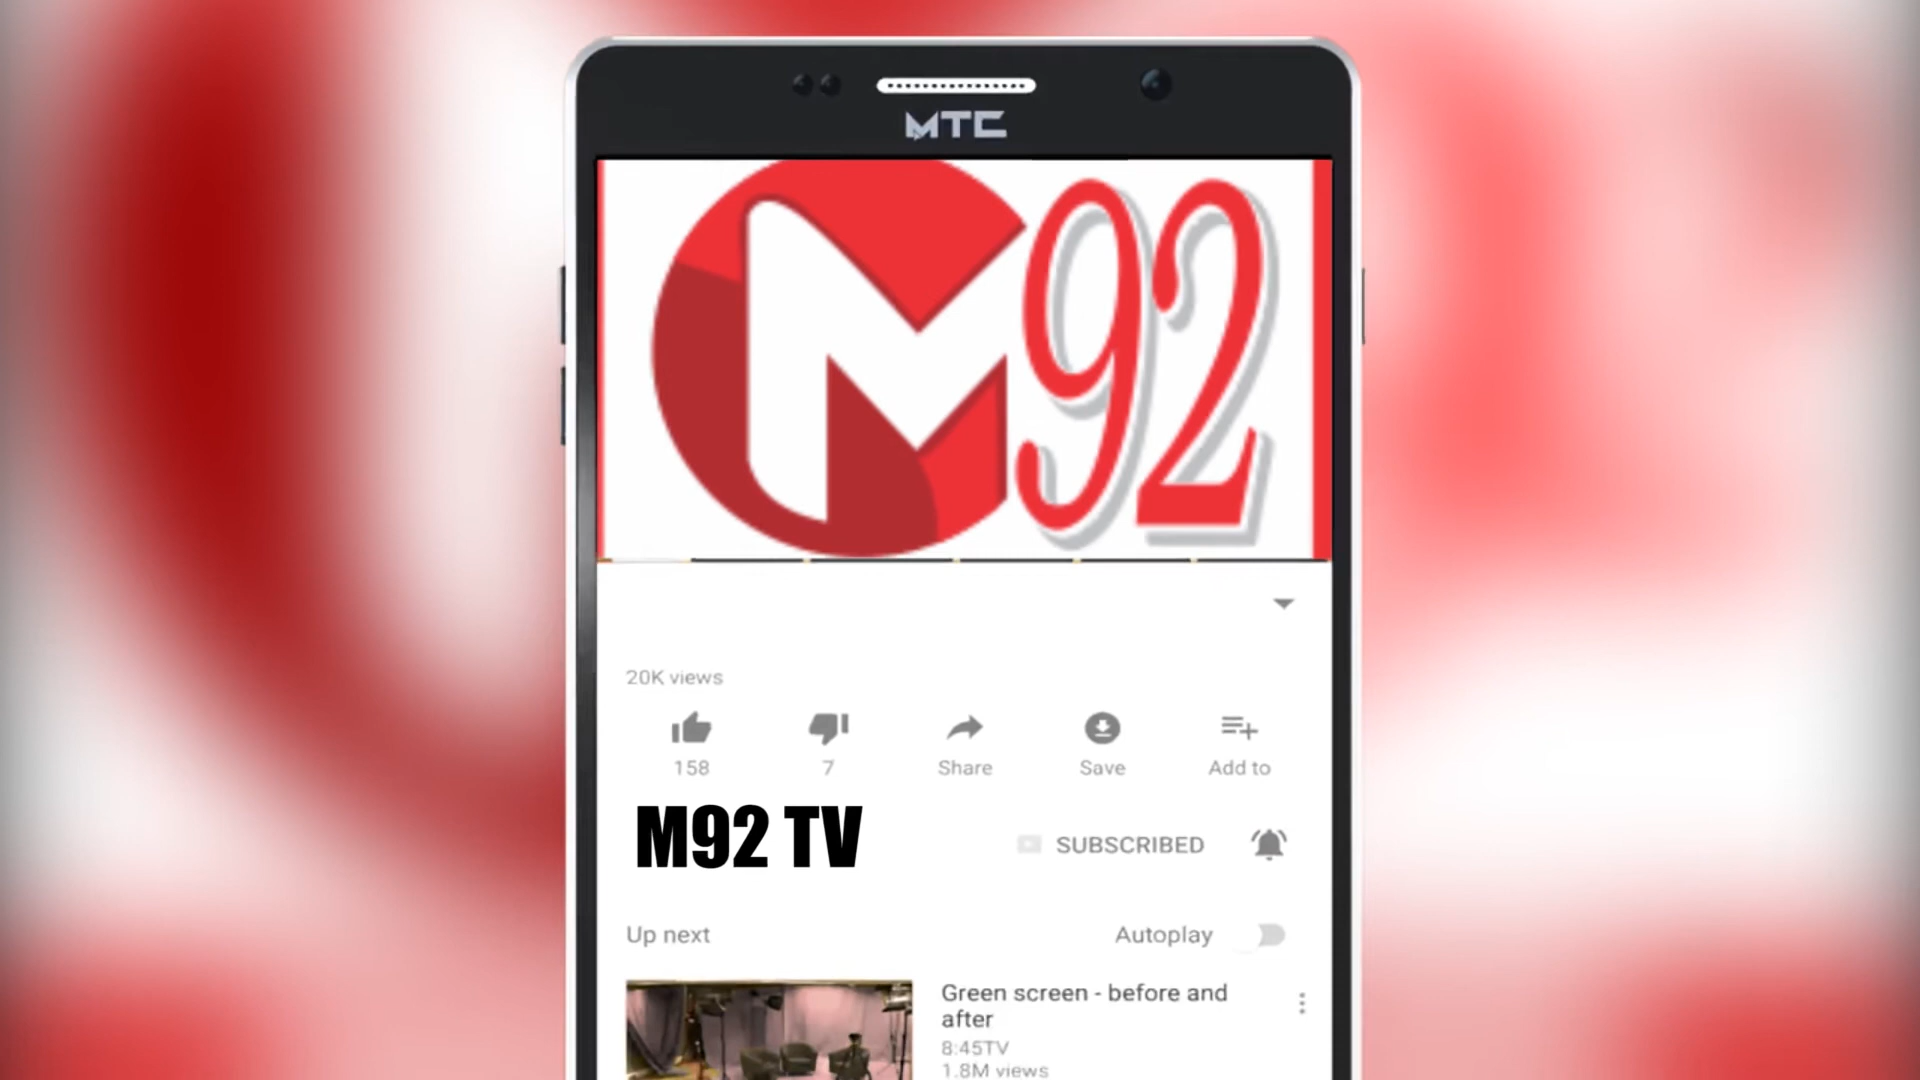 MTC
M92
20K views
158
7
Share
Save
Add to
M92 TV
SUBSCRIBED
Up next
Autoplay
Green screen - before and
after
8:45TV
1.8M views